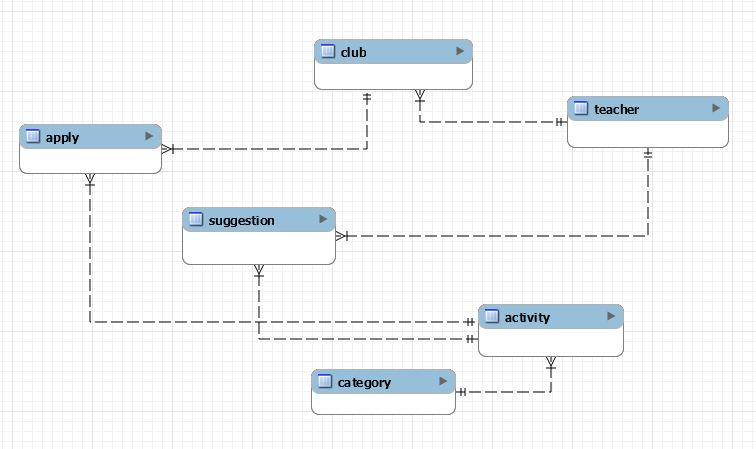 club
teacher
apply
suggestion
activity
category